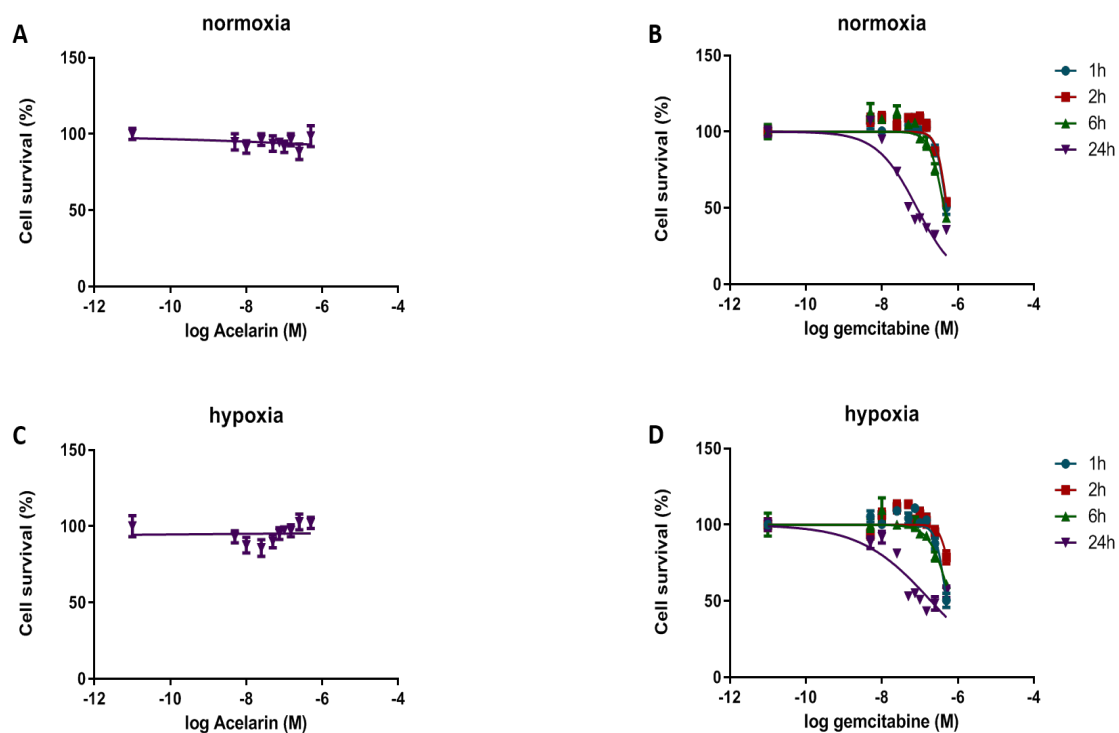 A
normoxia
Cell survival (%)
150
100
50
0
-12 -10 -8 -6 -4
log Acelarin (M)
B
normoxia
Cell survival (%)
150
100
50
0
-12 -10 -8 -6 -4
log gemcitabine (M)
1h
2h
6h
24h
C
hypoxia
Cell survival (%)
150
100
50
0
-12 -10 -8 -6 -4
log Acelarin (M)
D
hypoxia
Cell survival (%)
150
100
50
0
-12 -10 -8 -6 -4
log gemcitabine (M)
1h
2h
6h
24h